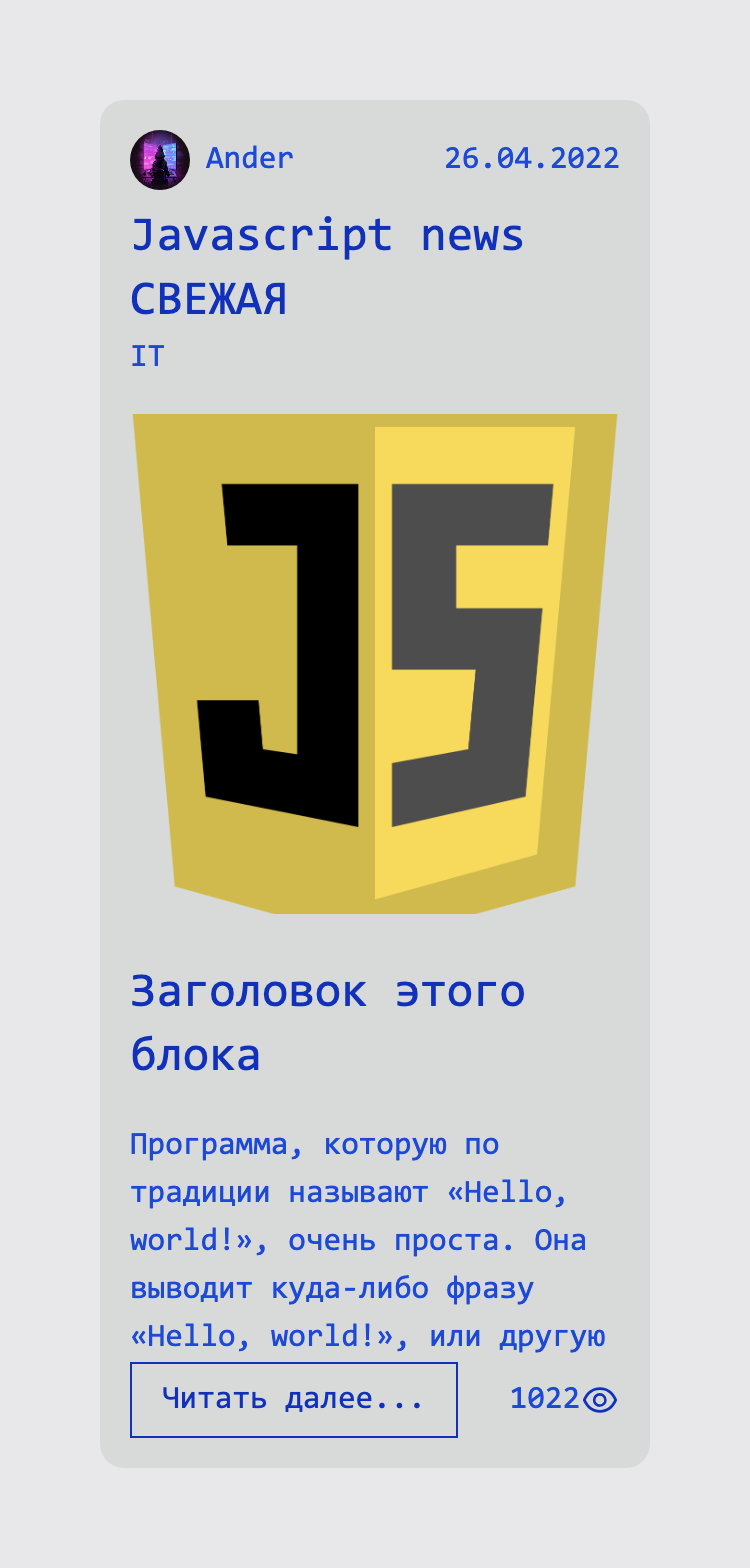 Ander 26.04.2022
Javascript news
СВЕЖАЯ
IT
JS
Заголовок этого
блока
Программа, которую по
традиции называют «Hello,
world!», очень проста. Она
выводит куда-либо фразу
«Hello, world!», или другую
Читать далее... 1022